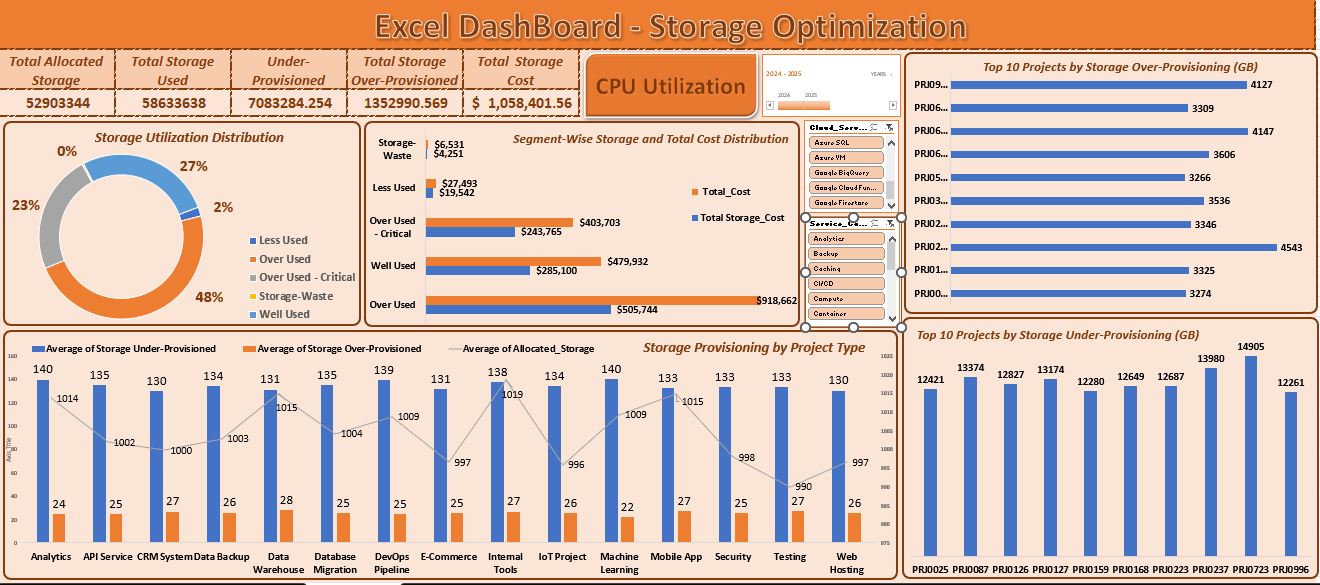 Excel DashBoard - Storage Optimization
Total Allocated Storage
Total Storage Used
Under-Provisioned
Total Storage Over-Provisioned
Total Storage Cost
52903344
58633638
7083284.254
1352990.569
$ 1,058,401.56
CPU Utilization
2024 - 2025
YEARS
2024
2025
Storage Utilization Distribution
0%
27%
2%
23%
48%
Less Used
Over Used
Over Used - Critical
Storage-Waste
Well Used
Segment-Wise Storage and Total Cost Distribution
Storage-Waste
$6,531
$4,251
Less Used
$27,493
$19,542
Over Used - Critical
$403,703
$243,765
Well Used
$479,932
$285,100
Over Used
$918,662
$505,744
Total_Cost
Total Storage_Cost
Cloud_Serv...
Azure SQL
Azure VM
Google BigQuery
Google Cloud Fun...
Google Firestore
Service_Ca...
Analytics
Backup
Caching
CI/CD
Compute
Container
Top 10 Projects by Storage Over-Provisioning (GB)
PRJ09... 4127
PRJ06... 3309
PRJ06... 4147
PRJ06... 3606
PRJ05... 3266
PRJ03... 3536
PRJ02... 3346
PRJ02... 4543
PRJ01... 3325
PRJ00... 3274
Average of Storage Under-Provisioned
Average of Storage Over-Provisioned
Average of Allocated_Storage
Storage Provisioning by Project Type
Axis Title
160
140
120
100
80
60
40
20
0
140 135 130 134 131 135 139 131 138 134 140 133 133 133 130
1014 1002 1000 1003 1015 1004 1009 997 1019 996 1009 1015 998 990 997
24 25 27 26 28 25 25 25 27 26 22 27 25 27 26
1025
1020
1015
1010
1005
1000
995
990
985
980
975
Analytics
API Service
CRM System
Data Backup
Data Warehouse
Database Migration
DevOps Pipeline
E-Commerce
Internal Tools
IoT Project
Machine Learning
Mobile App
Security
Testing
Web Hosting
Top 10 Projects by Storage Under-Provisioning (GB)
12421 13374 12827 13174 12280 12649 12687 13980 14905 12261
PRJ0025 PRJ0087 PRJ0126 PRJ0127 PRJ0159 PRJ0168 PRJ0223 PRJ0237 PRJ0723 PRJ0996